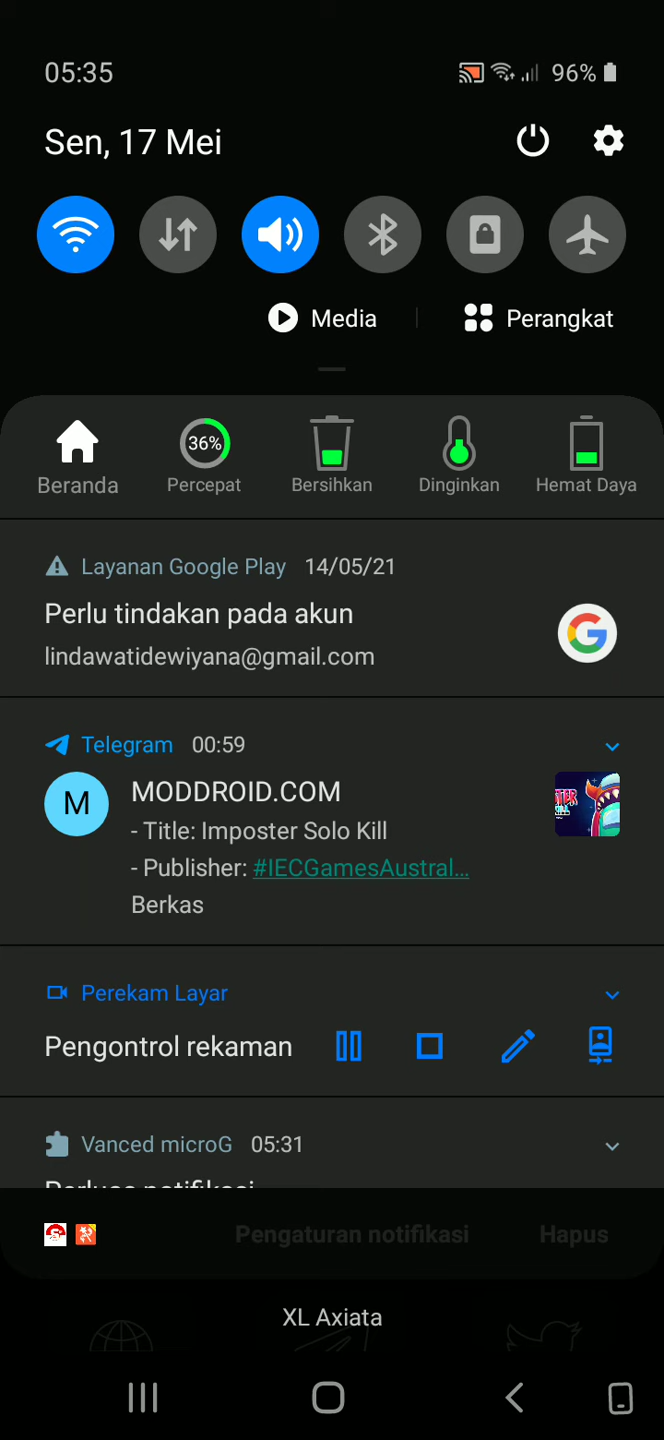 05:35
96%
Sen, 17 Mei
Media
Perangkat
36%
Beranda
Percepat
Bersihkan
Dinginkan
Hemat Daya
Layanan Google Play 14/05/21
Perlu tindakan pada akun
lindawatidewiyana@gmail.com
Telegram 00:59
M
MODDROID.COM
- Title: Imposter Solo Kill
- Publisher: #IECGamesAustral...
Berkas
Perekam Layar
Pengontrol rekaman
Vanced microG 05:31
Perluas notifikasi
Pengaturan notifikasi
Hapus
XL Axiata